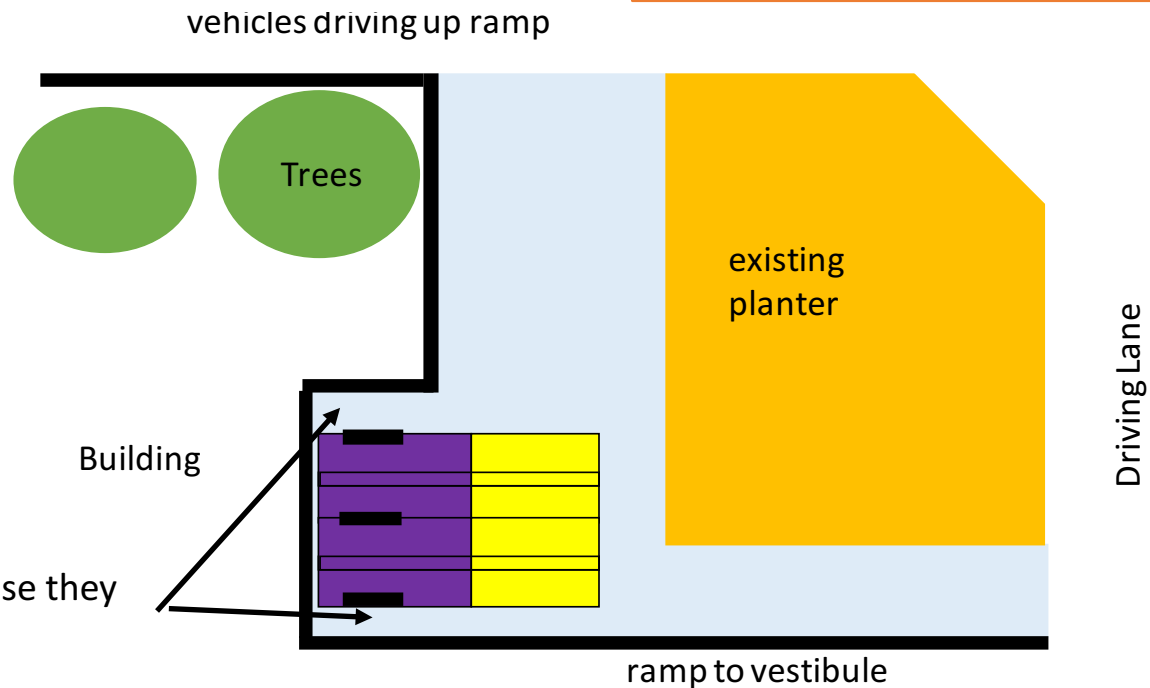 vehicles driving up ramp
Trees
existing
planter
Driving Lane
Building
se they
ramp to vestibule